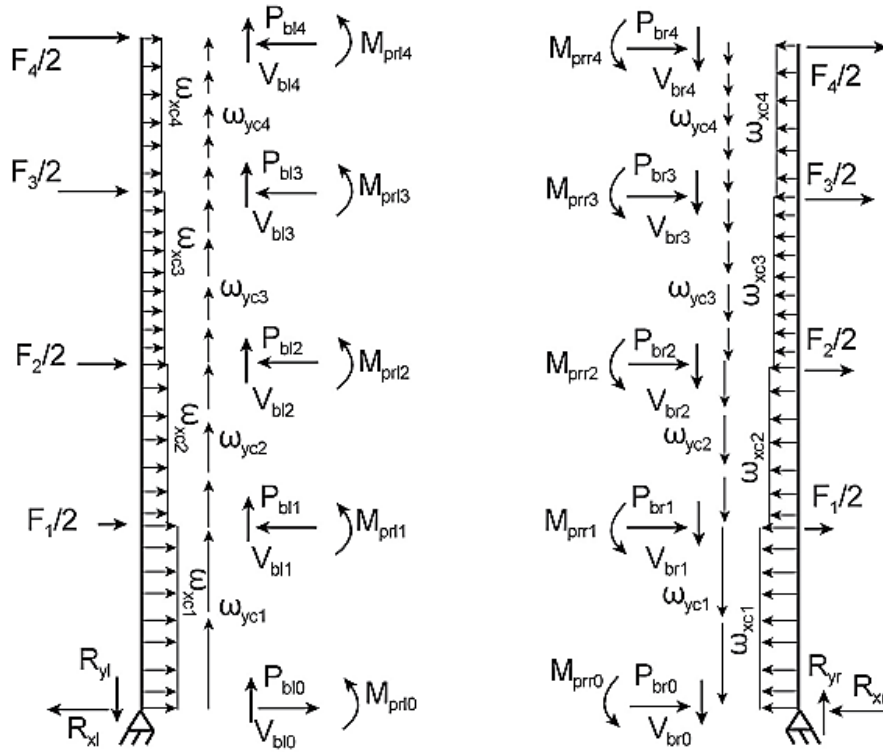 F4/2
Pbl4
Mprl4
Vbl4
ωxc4
ωyc4
F3/2
Pbl3
Mprl3
Vbl3
ωxc3
ωyc3
F2/2
Pbl2
Mprl2
Vbl2
ωxc2
ωyc2
F1/2
Pbl1
Mprl1
Vbl1
ωxc1
ωyc1
Ryl
Rxl
Pbl0
Mprl0
Vbl0
Mprr4
Pbr4
Vbr4
F4/2
ωyc4
ωxc4
Mprr3
Pbr3
F3/2
Vbr3
ωyc3
ωxc3
Mprr2
Pbr2
F2/2
Vbr2
ωyc2
ωxc2
Mprr1
Pbr1
F1/2
Vbr1
ωyc1
ωxc1
Mprr0
Pbr0
Vbr0
Ryr